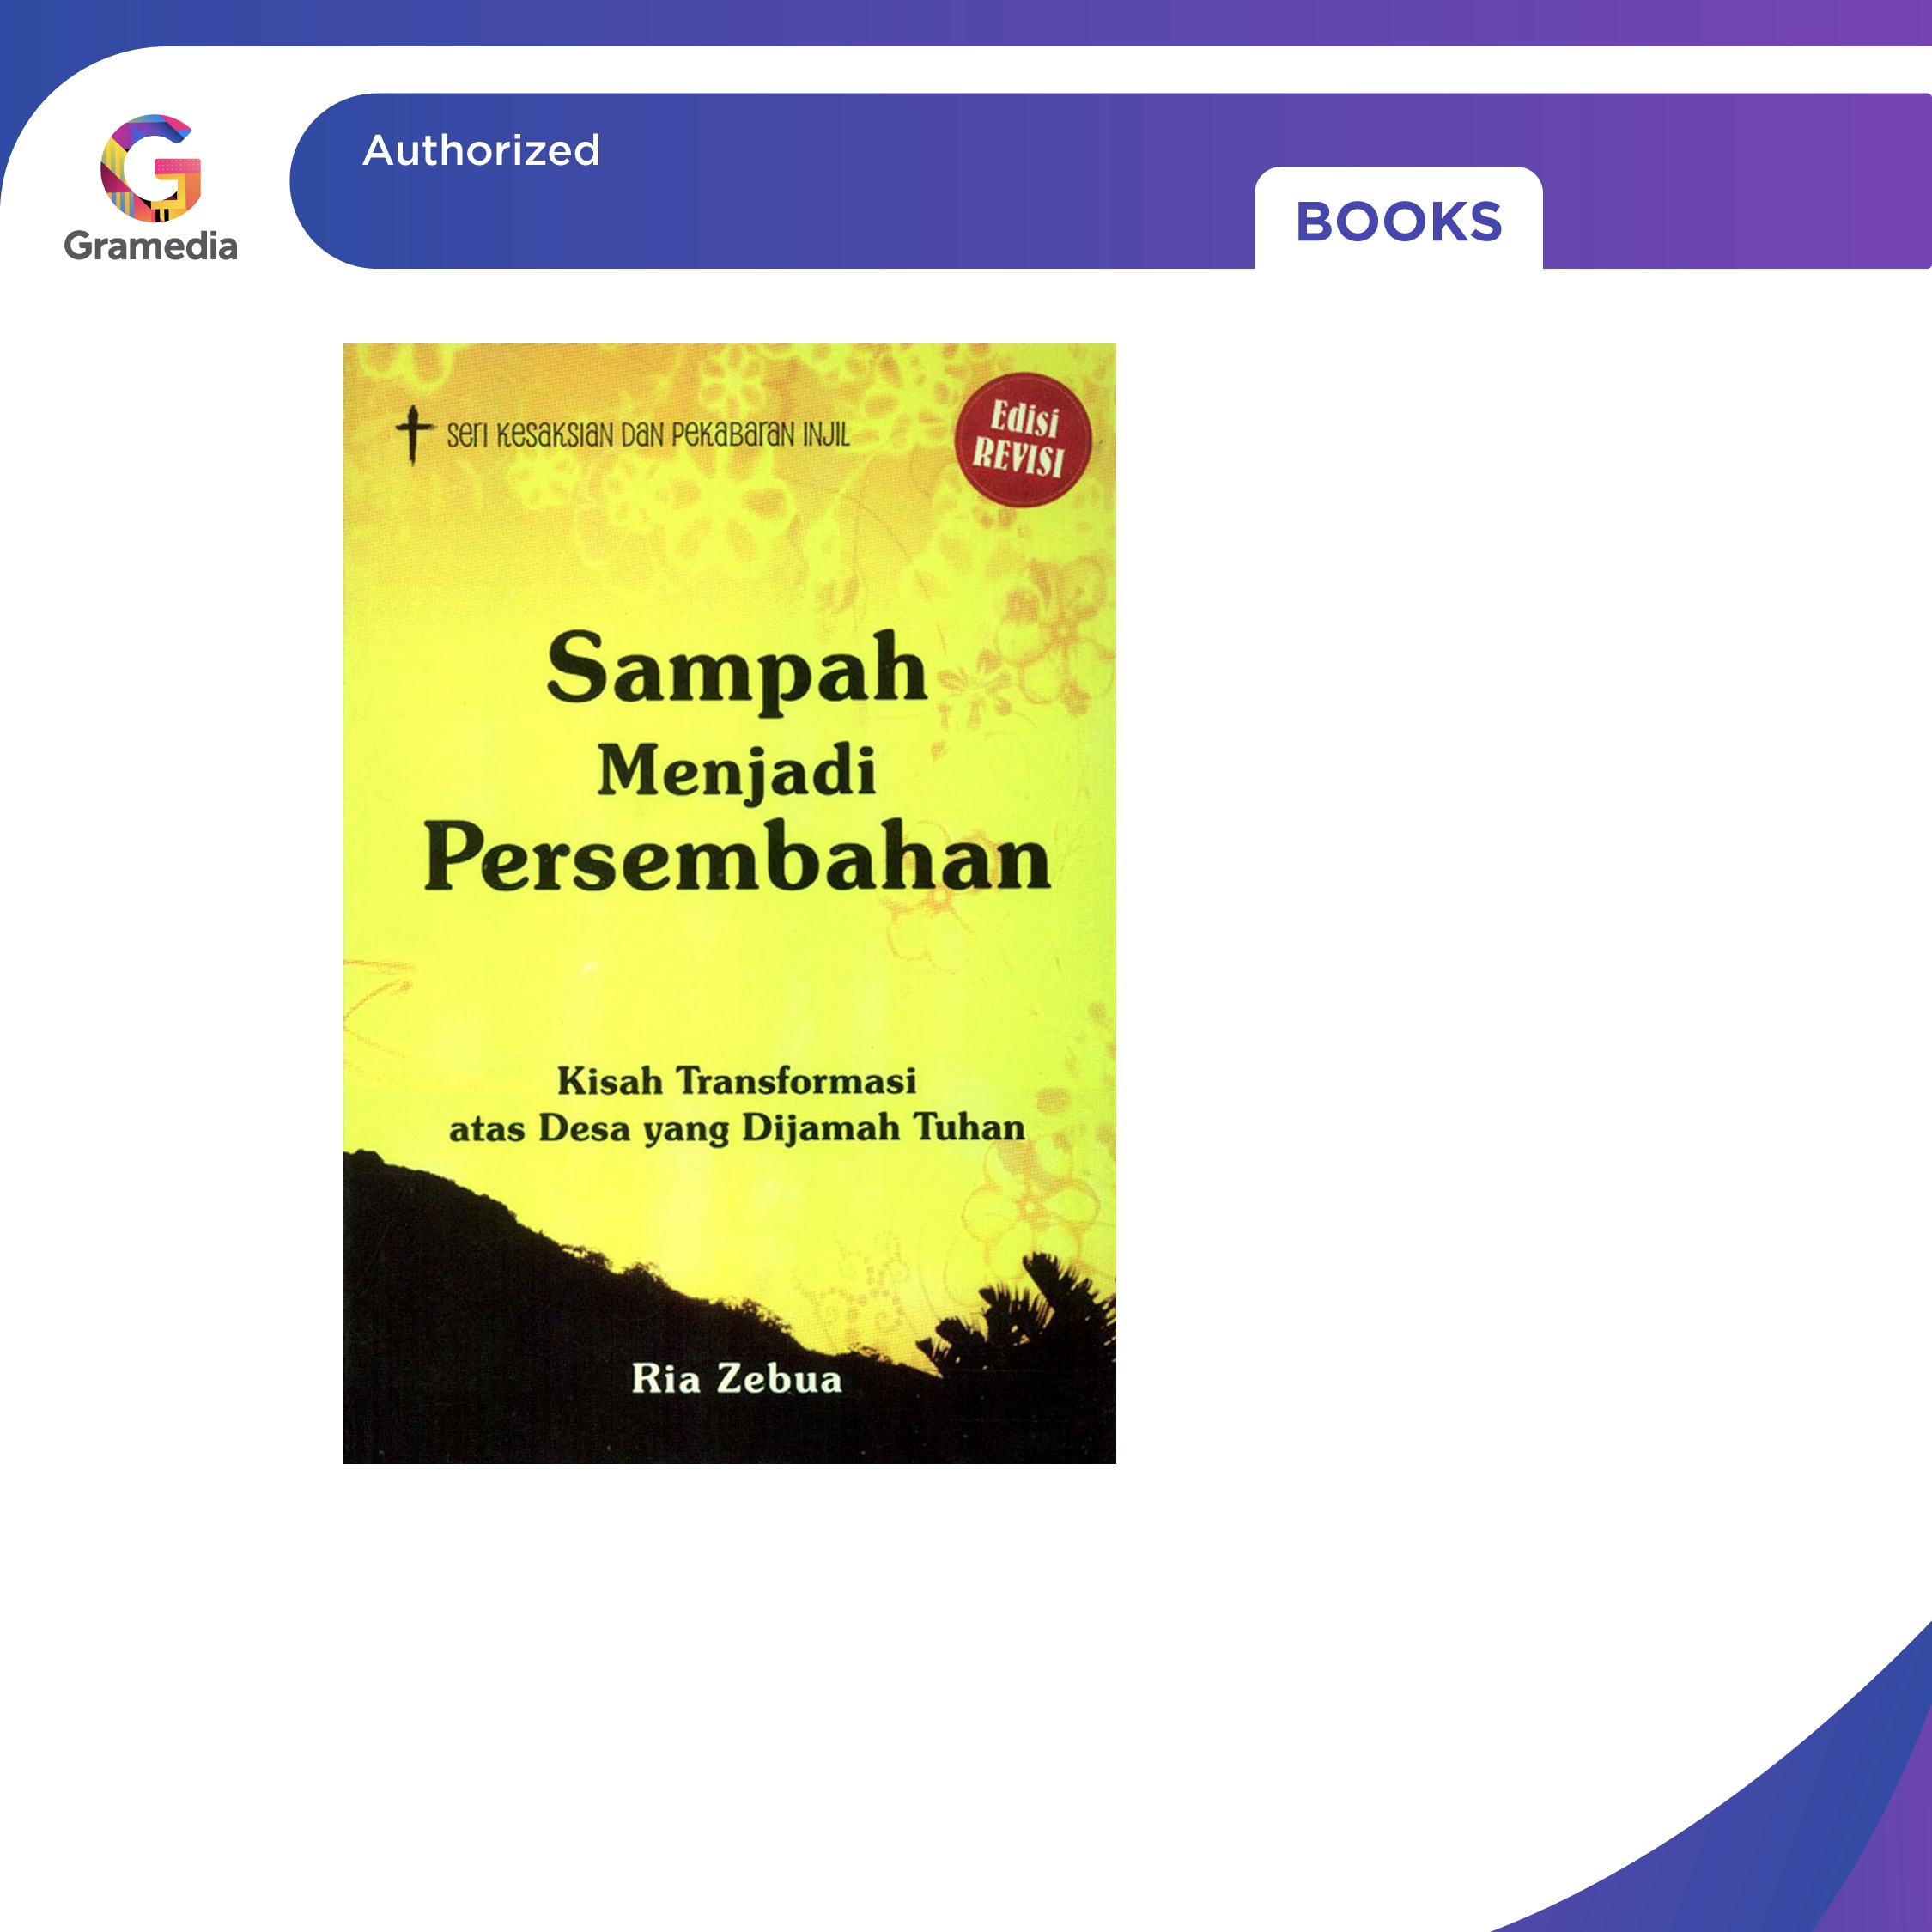 Gramedia
Authorized
BOOKS
Seri Kesaksian dan Pekabaran Injil
Edisi
REVISI
Sampah
Menjadi
Persembahan
Kisah Transformasi
atas Desa yang Dijamah Tuhan
Ria Zebua